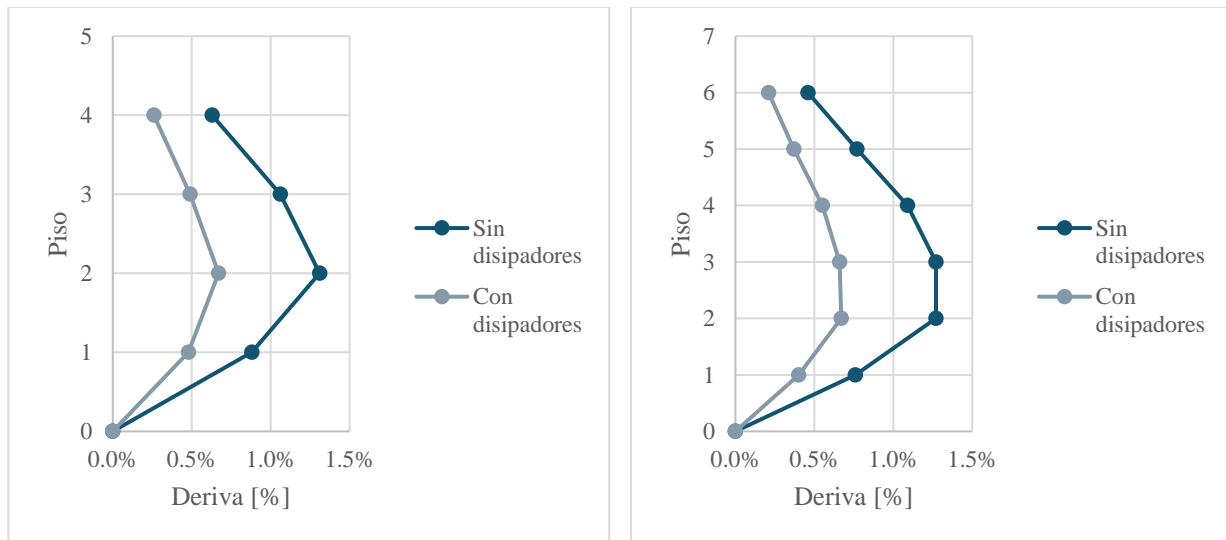 5
4
3
2
1
0
Piso
0.0% 0.5% 1.0% 1.5%
Deriva [%]
Sin
disipadores
Con
disipadores
7
6
5
4
3
2
1
0
Piso
0.0% 0.5% 1.0% 1.5%
Deriva [%]
Sin
disipadores
Con
disipadores